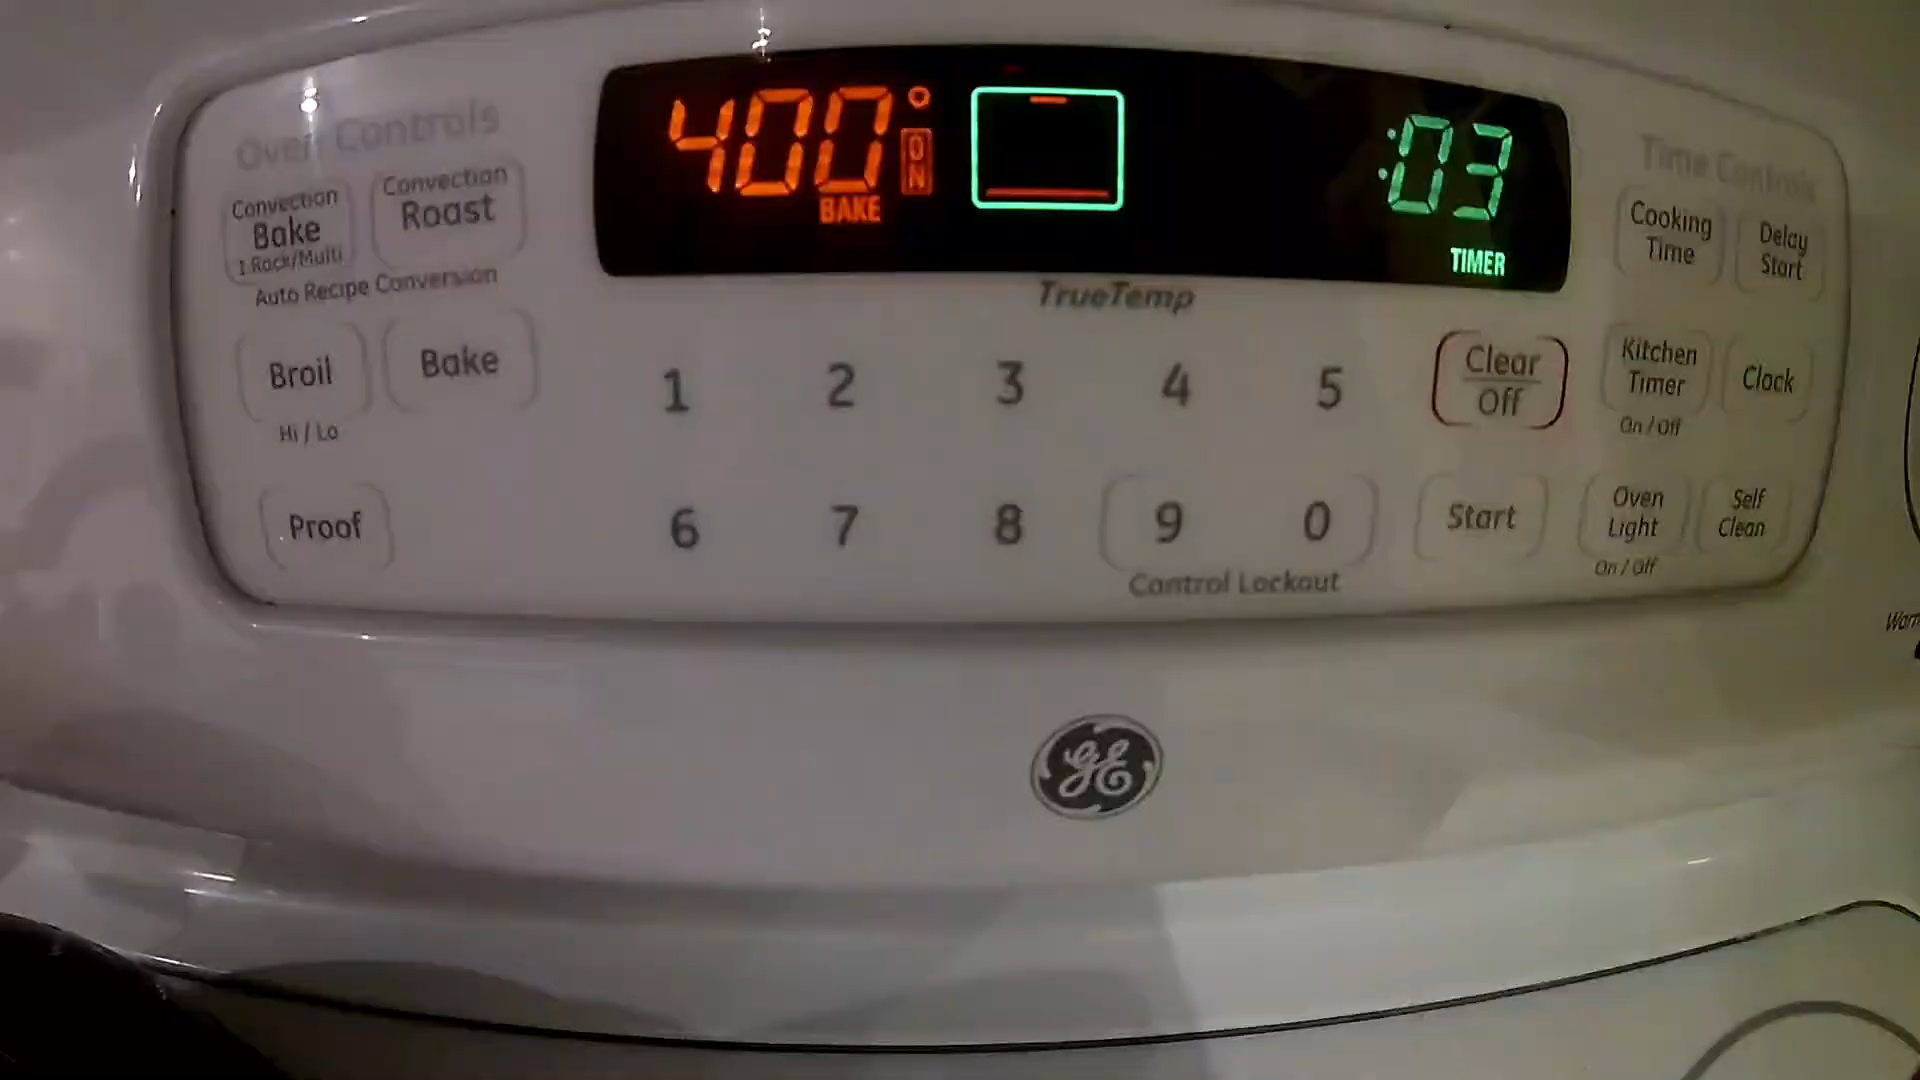 Oven Controls
Convection
Bake
1 Rack/Multi
Convection
Roast
Auto Recipe Conversion
Broil
Hi / Lo
Bake
Proof
400°
ON
BAKE
:03
TIMER
TrueTemp
1 2 3 4 5
6 7 8 9 0
Control Lockout
Clear
Off
Start
Time Controls
Cooking
Time
Delay
Start
Kitchen
Timer
On / Off
Clock
Oven
Light
On / Off
Self
Clean
GE